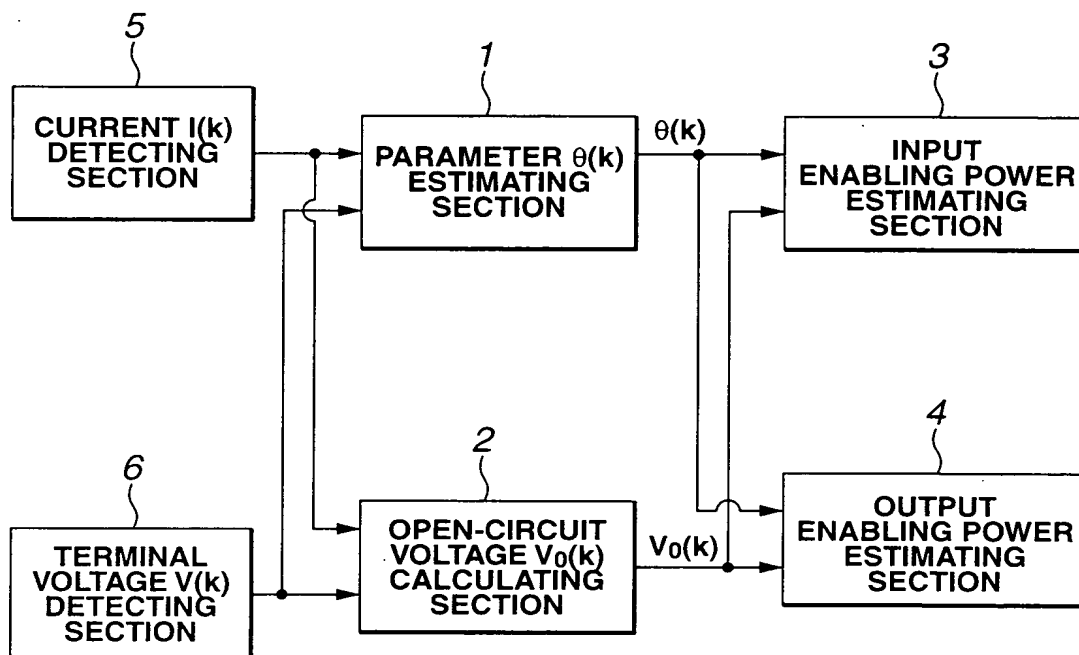 5
CURRENT I(k)
DETECTING
SECTION
1
PARAMETER θ(k)
ESTIMATING
SECTION
θ(k)
3
INPUT
ENABLING POWER
ESTIMATING
SECTION
6
TERMINAL
VOLTAGE V(k)
DETECTING
SECTION
2
OPEN-CIRCUIT
VOLTAGE V0(k)
CALCULATING
SECTION
V0(k)
4
OUTPUT
ENABLING POWER
ESTIMATING
SECTION